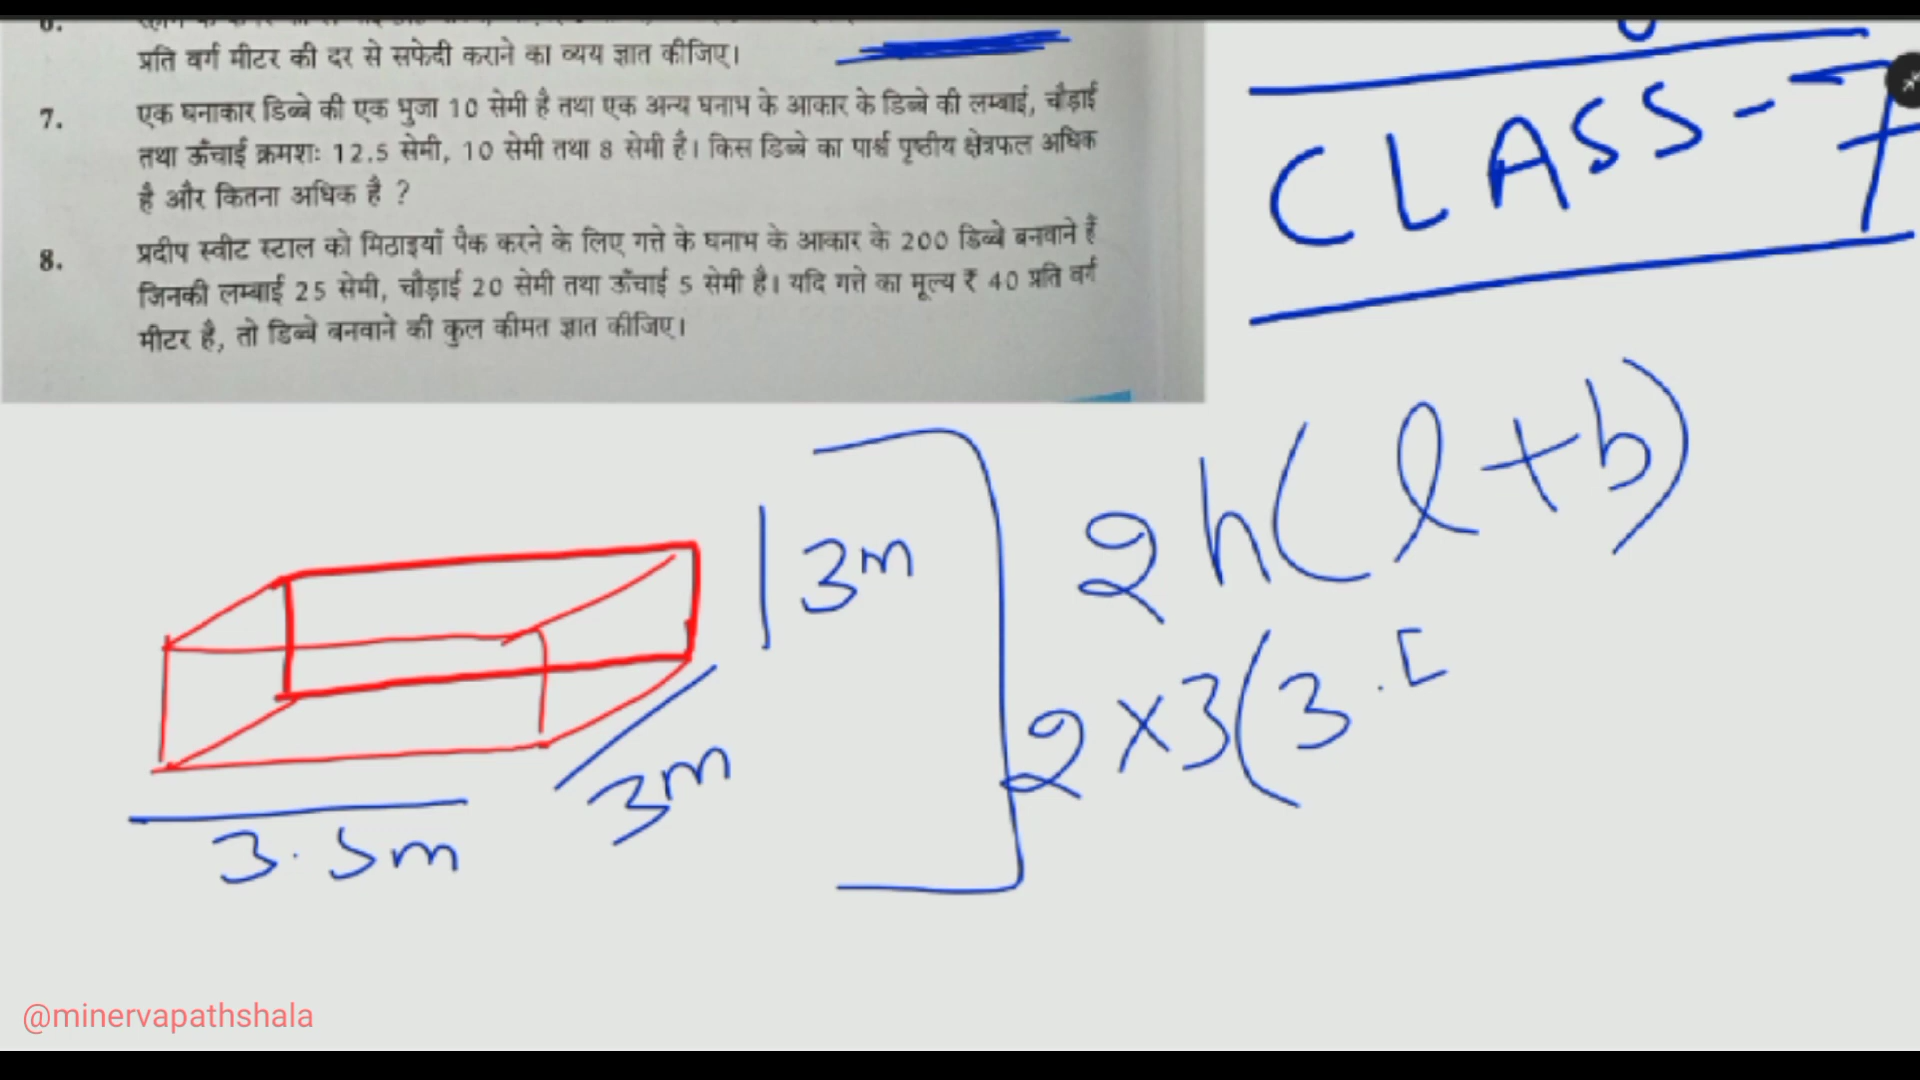 प्रति वर्ग मीटर की दर से सफेदी कराने का व्यय ज्ञात कीजिए।
7. एक घनाकार डिब्बे की एक भुजा 10 सेमी है तथा एक अन्य घनाभ के आकार के डिब्बे की लम्बाई, चौड़ाई
तथा ऊँचाई क्रमशः 12.5 सेमी, 10 सेमी तथा 8 सेमी है। किस डिब्बे का पार्श्व पृष्ठीय क्षेत्रफल अधिक
है और कितना अधिक है ?
8. प्रदीप स्वीट स्टाल को मिठाइयाँ पैक करने के लिए गत्ते के घनाभ के आकार के 200 डिब्बे बनवाने हैं
जिनकी लम्बाई 25 सेमी, चौड़ाई 20 सेमी तथा ऊँचाई 5 सेमी है। यदि गत्ते का मूल्य ₹ 40 प्रति वर्ग
मीटर है, तो डिब्बे बनवाने की कुल कीमत ज्ञात कीजिए।
CLASS-7
2h(l+b)
3m
2×3(3.
3m
3.5m
@minervapathshala